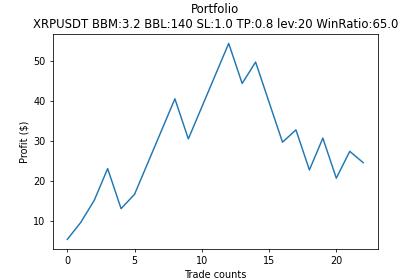 Portfolio
XRPUSDT BBM:3.2 BBL:140 SL:1.0 TP:0.8 lev:20 WinRatio:65.0
50
40
30
20
10
Profit ($)
0 5 10 15 20
Trade counts